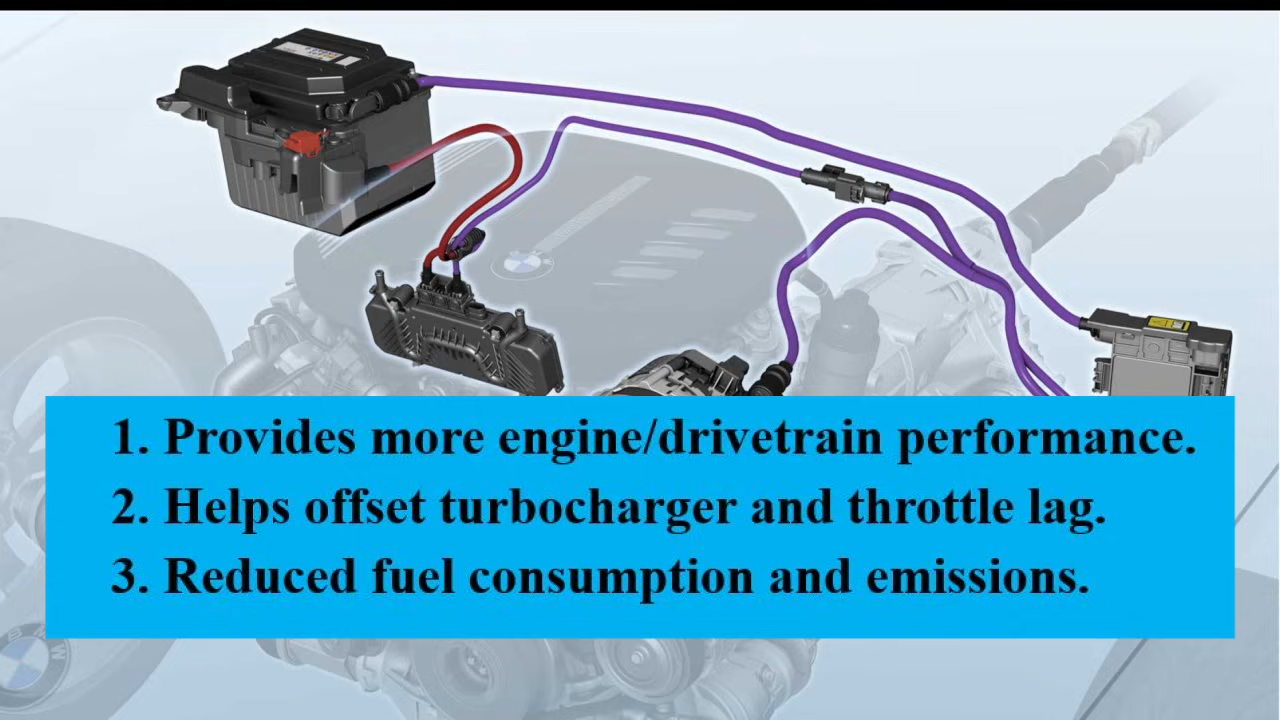 1. Provides more engine/drivetrain performance.
2. Helps offset turbocharger and throttle lag.
3. Reduced fuel consumption and emissions.
BMW